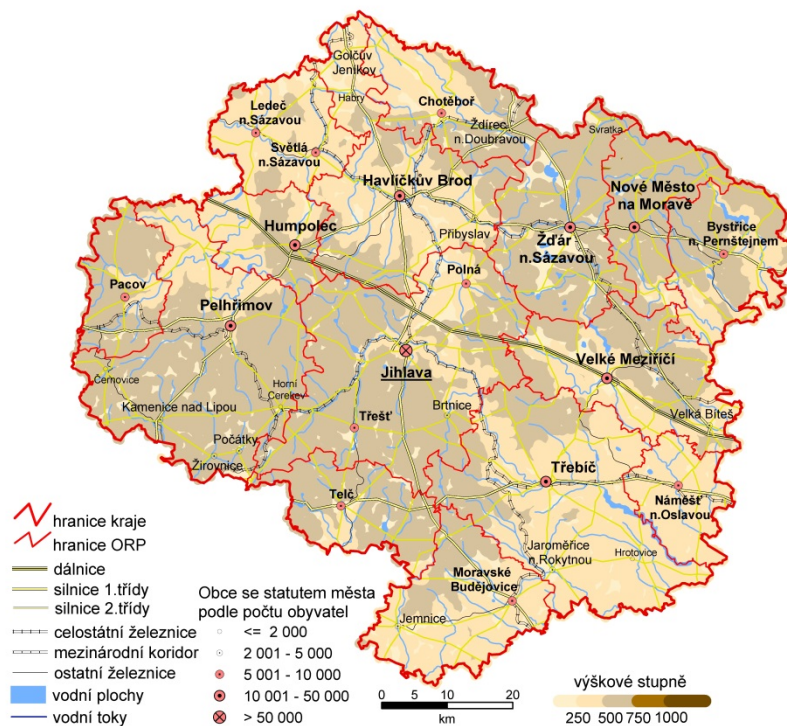 Golčův
Jeníkov
Habry
Chotěboř
Ledeč
n.Sázavou
Ždírec
n.Doubravou
Svratka
Světlá
n.Sázavou
Havlíčkův Brod
Nové Město
na Moravě
Humpolec
Přibyslav
Žďár
n.Sázavou
Bystřice
n. Pernštejnem
Pacov
Polná
Pelhřimov
Velké Meziříčí
Jihlava
Černovice
Horní
Cerekev
Kamenice nad Lipou
Třešť
Brtnice
Velká Bíteš
Počátky
Žirovnice
Třebíč
Telč
Náměšť
n.Oslavou
Jaroměřice
n.Rokytnou
Hrotovice
Moravské
Budějovice
Jemnice
hranice kraje
hranice ORP
dálnice
silnice 1.třídy
silnice 2.třídy
celostátní železnice
mezinárodní koridor
ostatní železnice
vodní plochy
vodní toky
Obce se statutem města
podle počtu obyvatel
<= 2 000
2 001 - 5 000
5 001 - 10 000
10 001 - 50 000
> 50 000
0 10 20
km
výškové stupně
250 500 750 1000